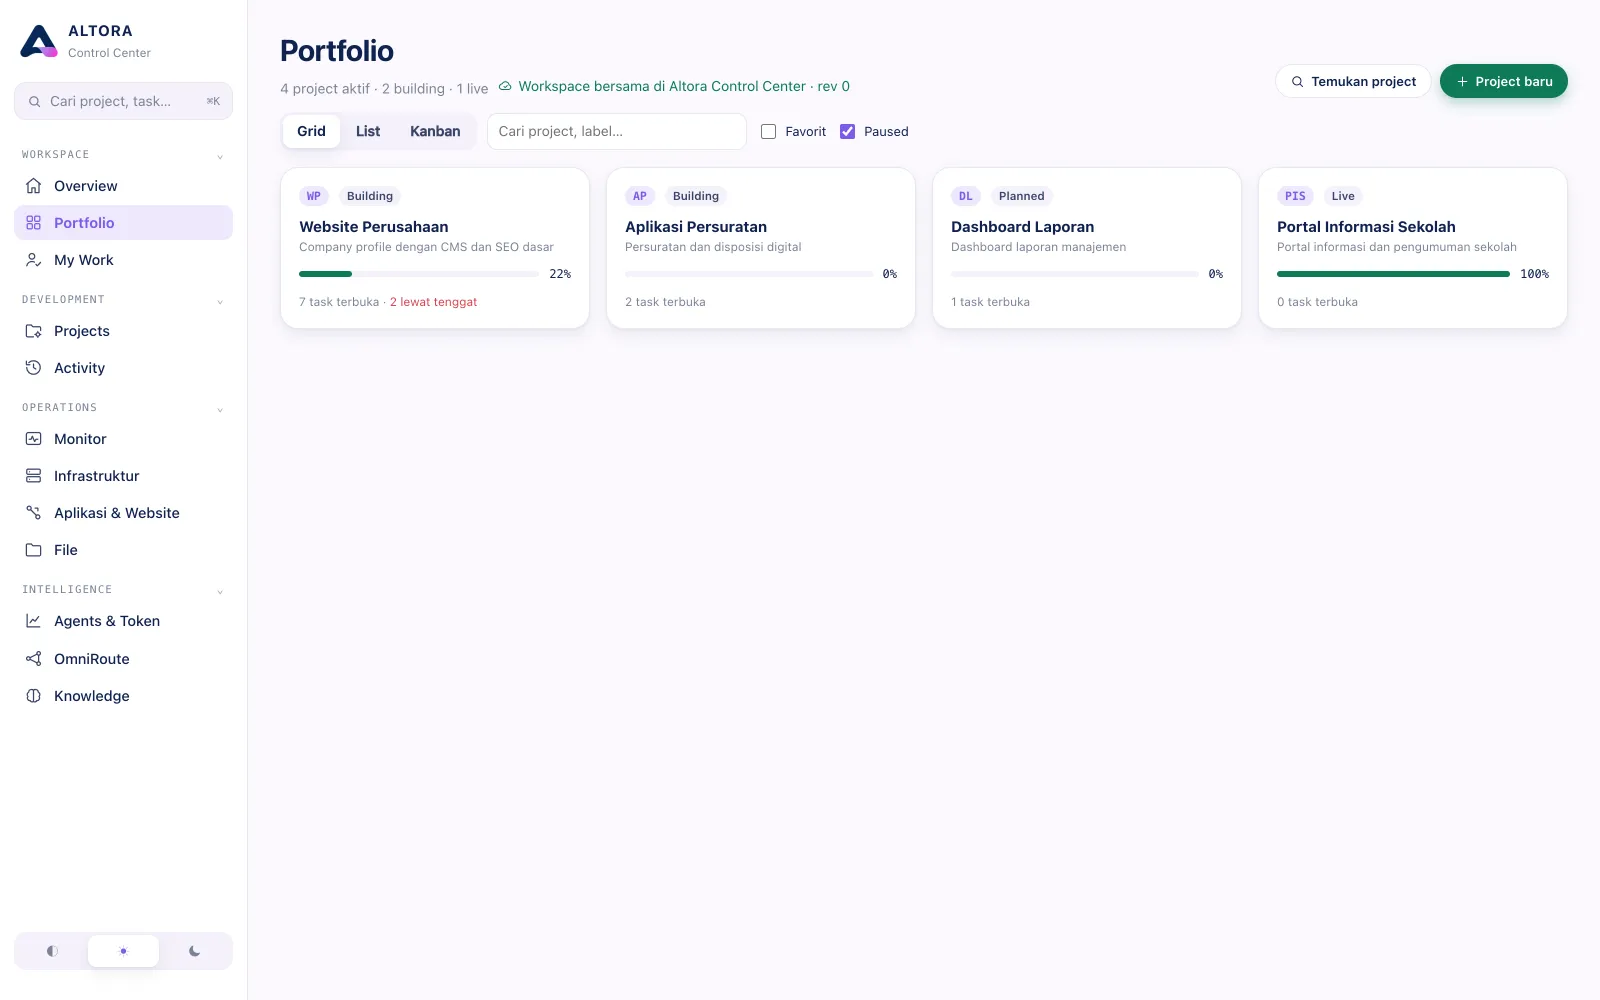 ALTORA
Control Center
Cari project, task... ⌘K
WORKSPACE
Overview
Portfolio
My Work
DEVELOPMENT
Projects
Activity
OPERATIONS
Monitor
Infrastruktur
Aplikasi & Website
File
INTELLIGENCE
Agents & Token
OmniRoute
Knowledge
Portfolio
4 project aktif · 2 building · 1 live Workspace bersama di Altora Control Center · rev 0
Temukan project
+ Project baru
Grid List Kanban Cari project, label... Favorit Paused
WP Building
Website Perusahaan
Company profile dengan CMS dan SEO dasar
22%
7 task terbuka · 2 lewat tenggat
AP Building
Aplikasi Persuratan
Persuratan dan disposisi digital
0%
2 task terbuka
DL Planned
Dashboard Laporan
Dashboard laporan manajemen
0%
1 task terbuka
PIS Live
Portal Informasi Sekolah
Portal informasi dan pengumuman sekolah
100%
0 task terbuka